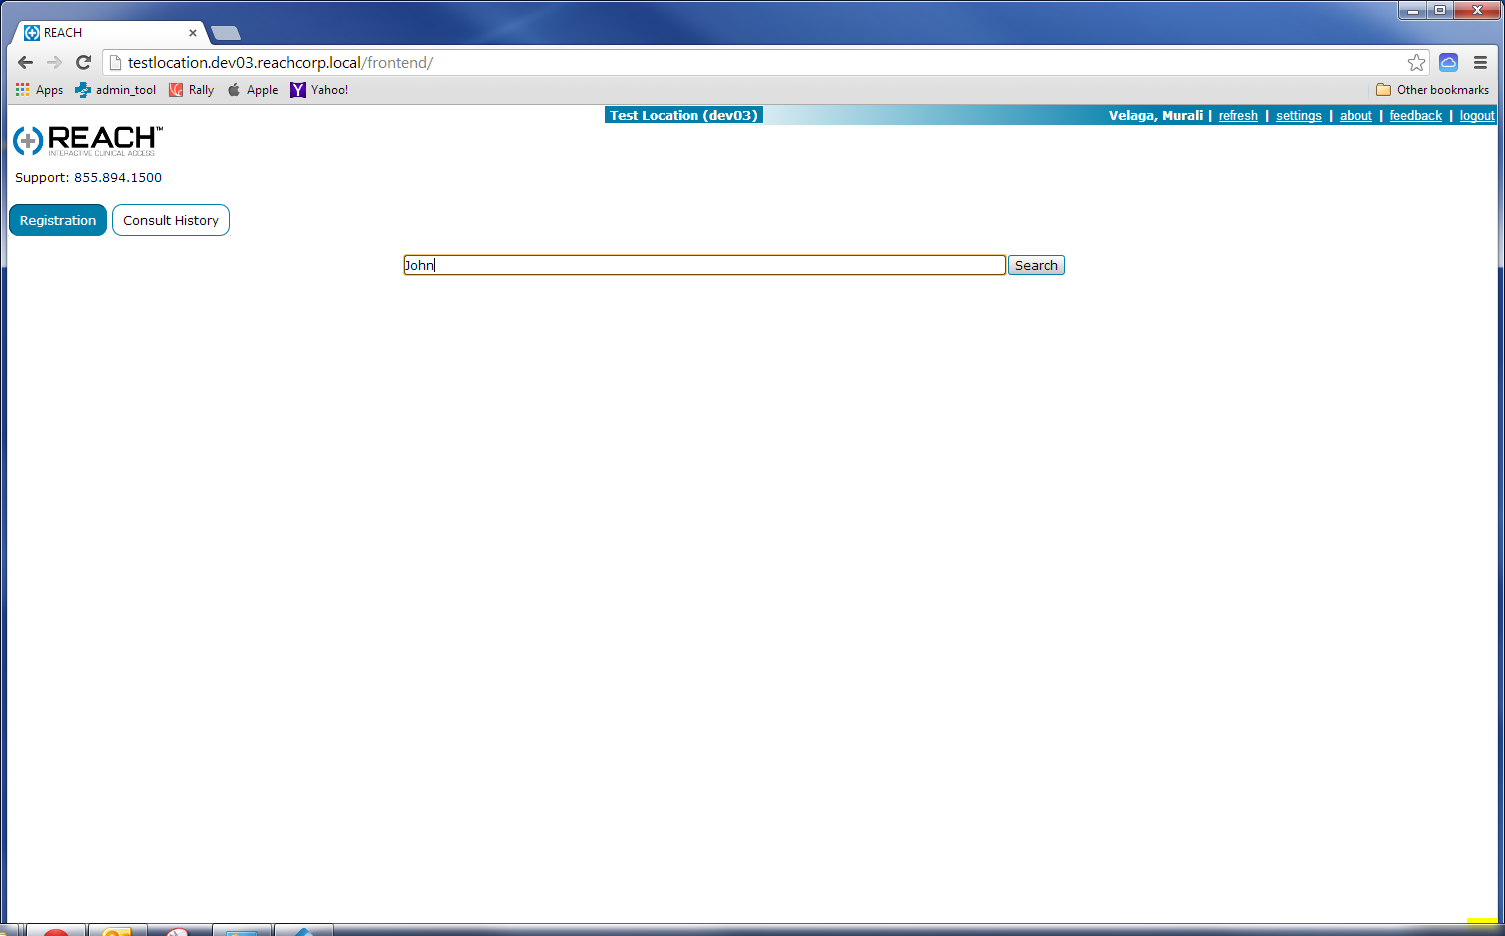 REACH
testlocation.dev03.reachcorp.local/frontend/
Apps admin_tool Rally Apple Yahoo! Other bookmarks
Test Location (dev03) Velaga, Murali | refresh | settings | about | feedback | logout
REACH™
INTERACTIVE CLINICAL ACCESS
Support: 855.894.1500
Registration Consult History
John Search